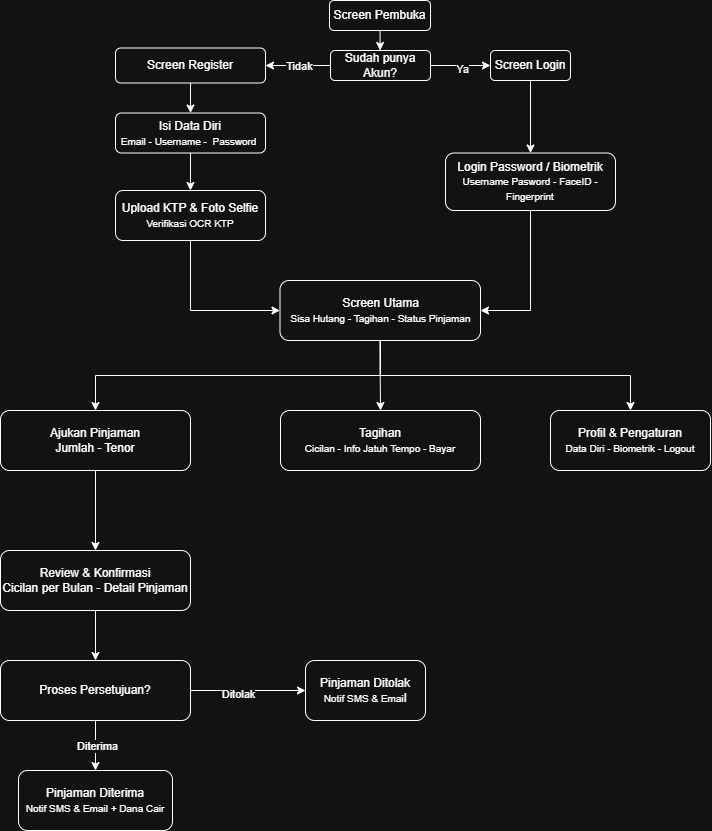 Screen Pembuka
Sudah punya
Akun?
Tidak
Ya
Screen Register
Screen Login
Isi Data Diri
Email - Username - Password
Login Password / Biometrik
Username Pasword - FaceID -
Fingerprint
Upload KTP & Foto Selfie
Verifikasi OCR KTP
Screen Utama
Sisa Hutang - Tagihan - Status Pinjaman
Ajukan Pinjaman
Jumlah - Tenor
Tagihan
Cicilan - Info Jatuh Tempo - Bayar
Profil & Pengaturan
Data Diri - Biometrik - Logout
Review & Konfirmasi
Cicilan per Bulan - Detail Pinjaman
Proses Persetujuan?
Ditolak
Pinjaman Ditolak
Notif SMS & Email
Diterima
Pinjaman Diterima
Notif SMS & Email + Dana Cair